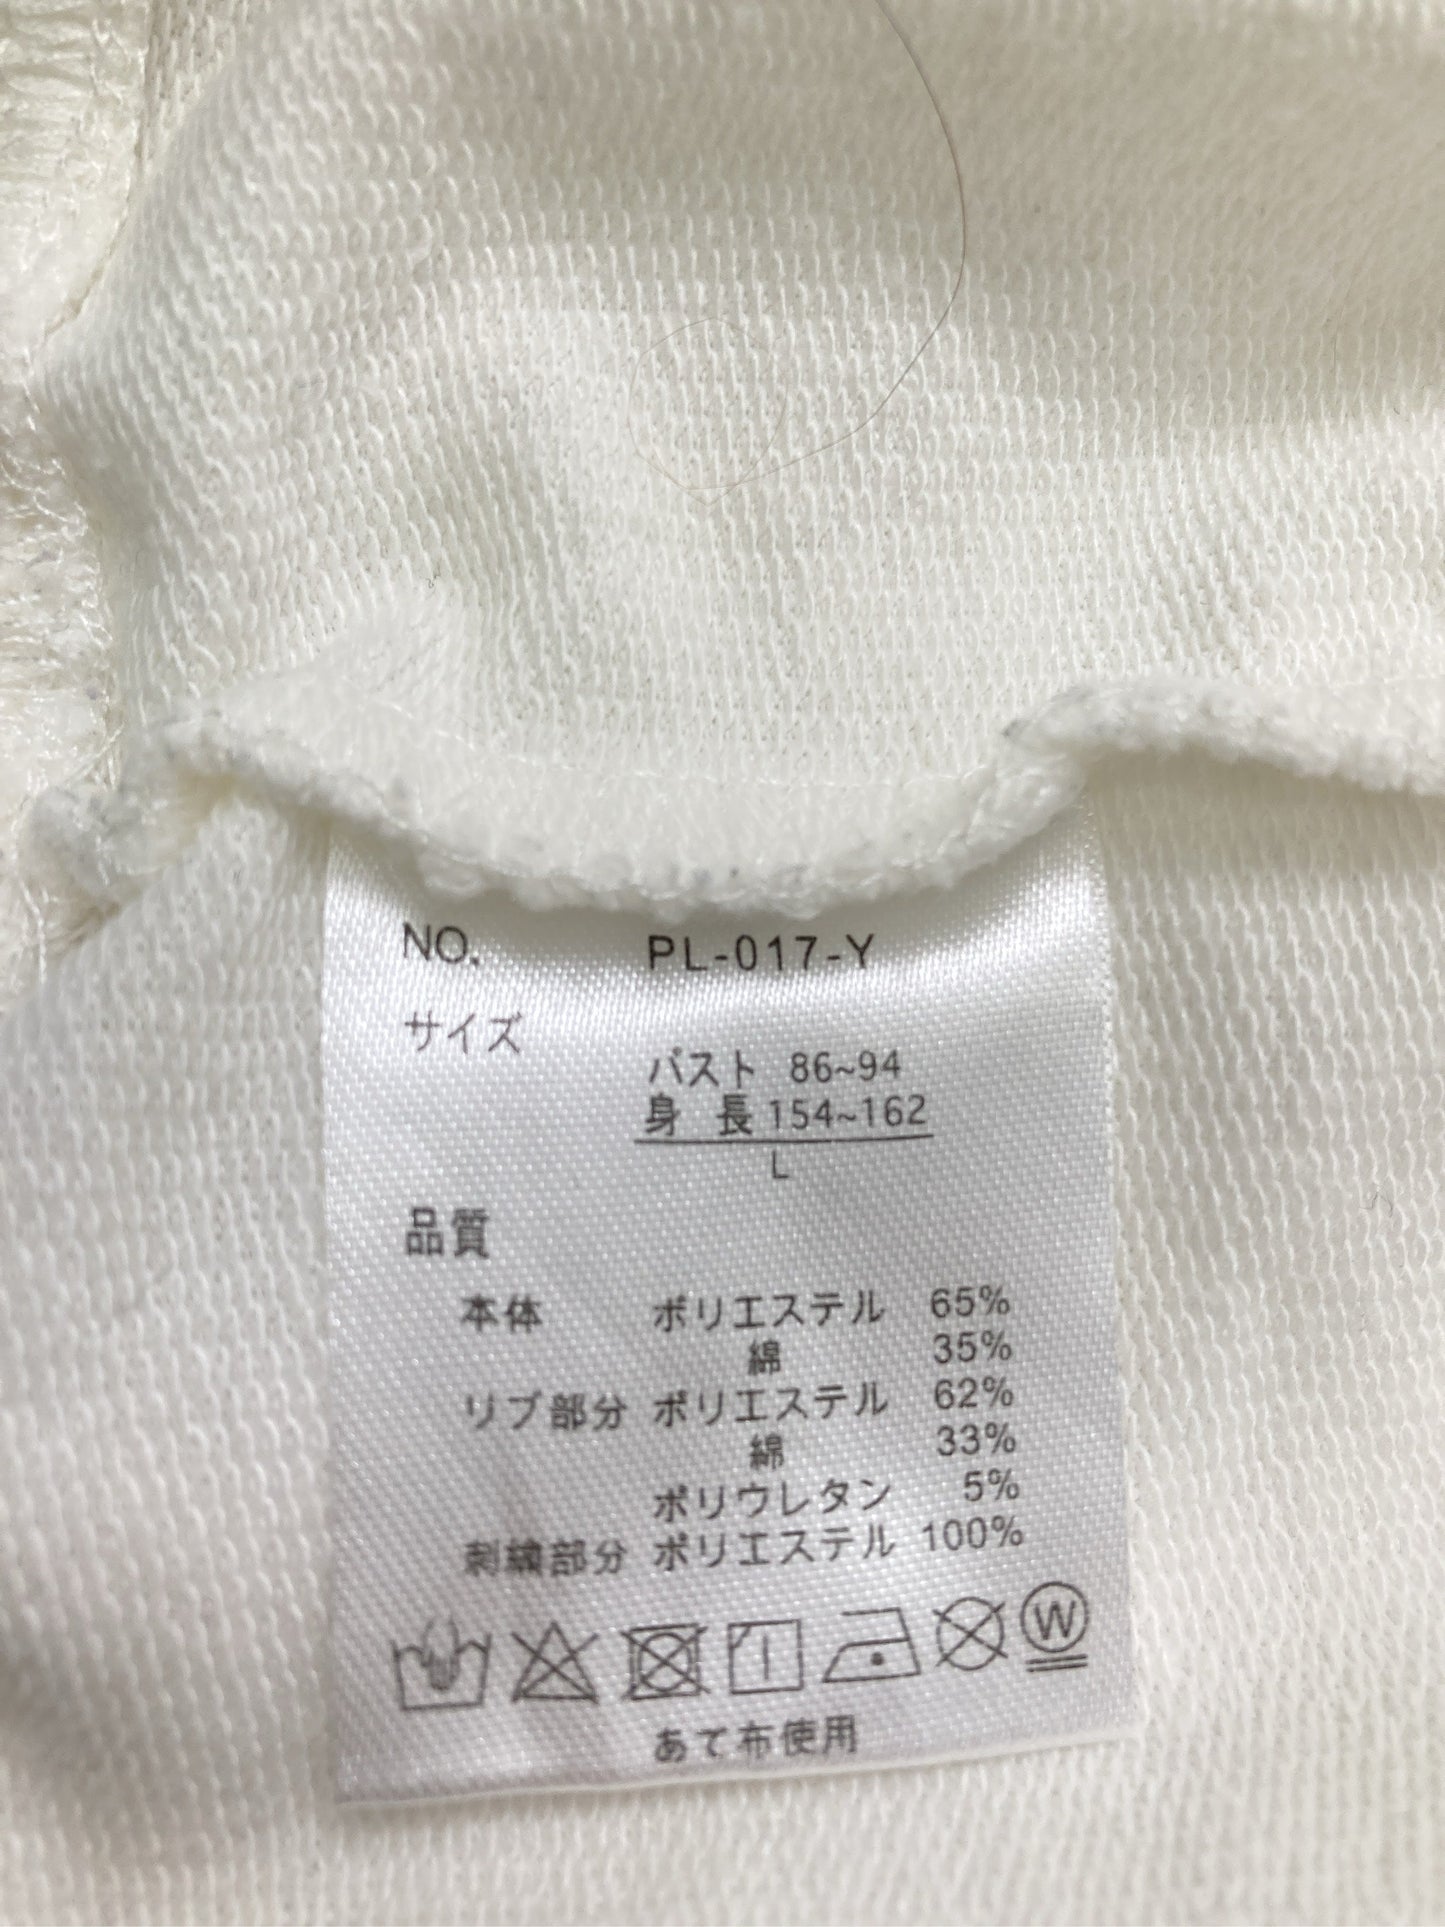 NO. PL-017-Y
サイズ
バスト 86~94
身 長 154~162
L
品質
本体 ポリエステル 65%
綿 35%
リブ部分 ポリエステル 62%
綿 33%
ポリウレタン 5%
刺繍部分 ポリエステル 100%
W
あて布使用